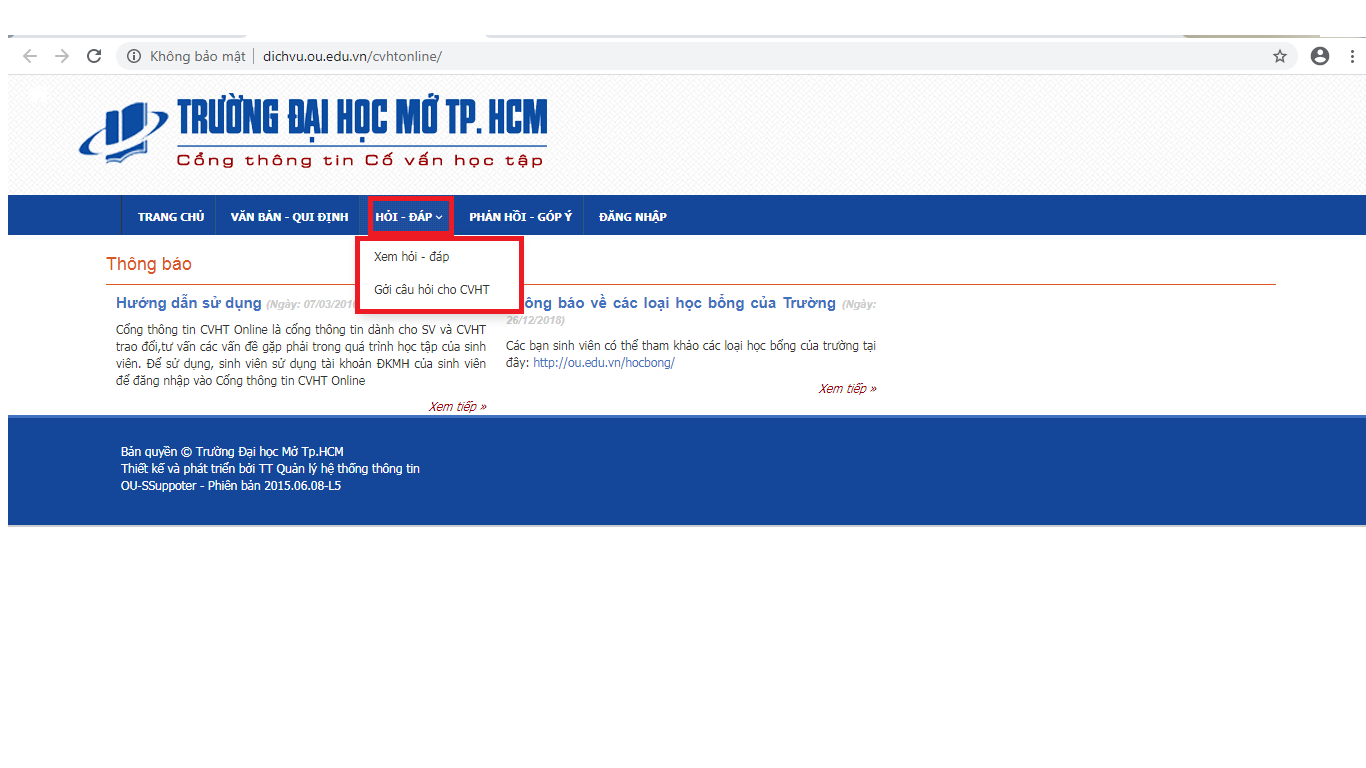 Không bảo mật | dichvu.ou.edu.vn/cvhtonline/
TRƯỜNG ĐẠI HỌC MỞ TP. HCM
Cổng thông tin Cố vấn học tập
TRANG CHỦ VĂN BẢN - QUI ĐỊNH HỎI - ĐÁP PHẢN HỒI - GÓP Ý ĐĂNG NHẬP
Xem hỏi - đáp
Gởi câu hỏi cho CVHT
Thông báo
Hướng dẫn sử dụng (Ngày: 07/03/201
Cổng thông tin CVHT Online là cổng thông tin dành cho SV và CVHT
trao đổi,tư vấn các vấn đề gặp phải trong quá trình học tập của sinh
viên. Để sử dụng, sinh viên sử dụng tài khoản ĐKMH của sinh viên
để đăng nhập vào Cổng thông tin CVHT Online
Xem tiếp »
ông báo về các loại học bổng của Trường (Ngày:
26/12/2018)
Các bạn sinh viên có thể tham khảo các loại học bổng của trường tại
đây: http://ou.edu.vn/hocbong/
Xem tiếp »
Bản quyền © Trường Đại học Mở Tp.HCM
Thiết kế và phát triển bởi TT Quản lý hệ thống thông tin
OU-SSuppoter - Phiên bản 2015.06.08-L5